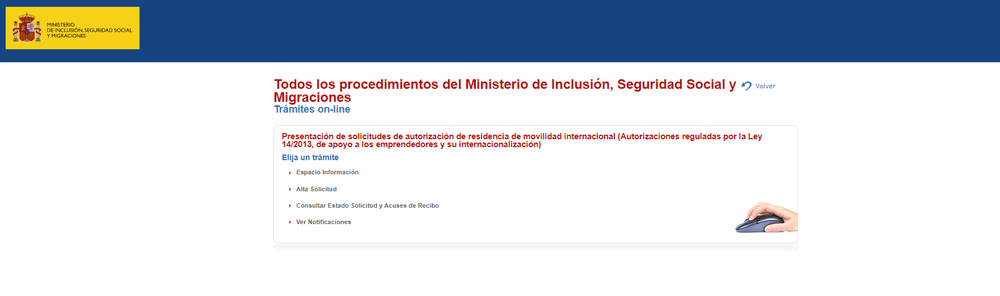 MINISTERIO
DE INCLUSIÓN, SEGURIDAD SOCIAL
Y MIGRACIONES
Todos los procedimientos del Ministerio de Inclusión, Seguridad Social y
Migraciones
Volver
Trámites on-line
Presentación de solicitudes de autorización de residencia de movilidad internacional (Autorizaciones reguladas por la Ley
14/2013, de apoyo a los emprendedores y su internacionalización)
Elija un trámite
Espacio Información
Alta Solicitud
Consultar Estado Solicitud y Acuses de Recibo
Ver Notificaciones